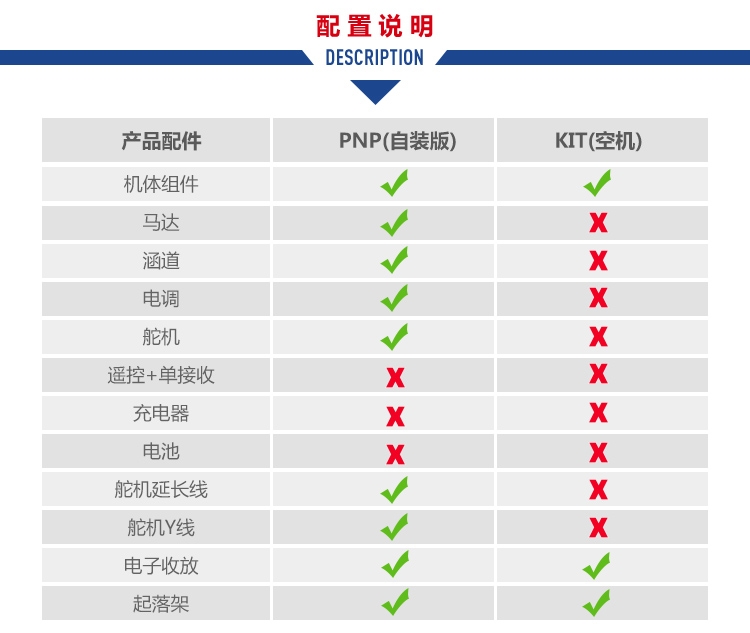 配置说明
DESCRIPTION
产品配件 PNP(自装版) KIT(空机)
机体组件
马达
涵道
电调
舵机
遥控+单接收
充电器
电池
舵机延长线
舵机Y线
电子收放
起落架